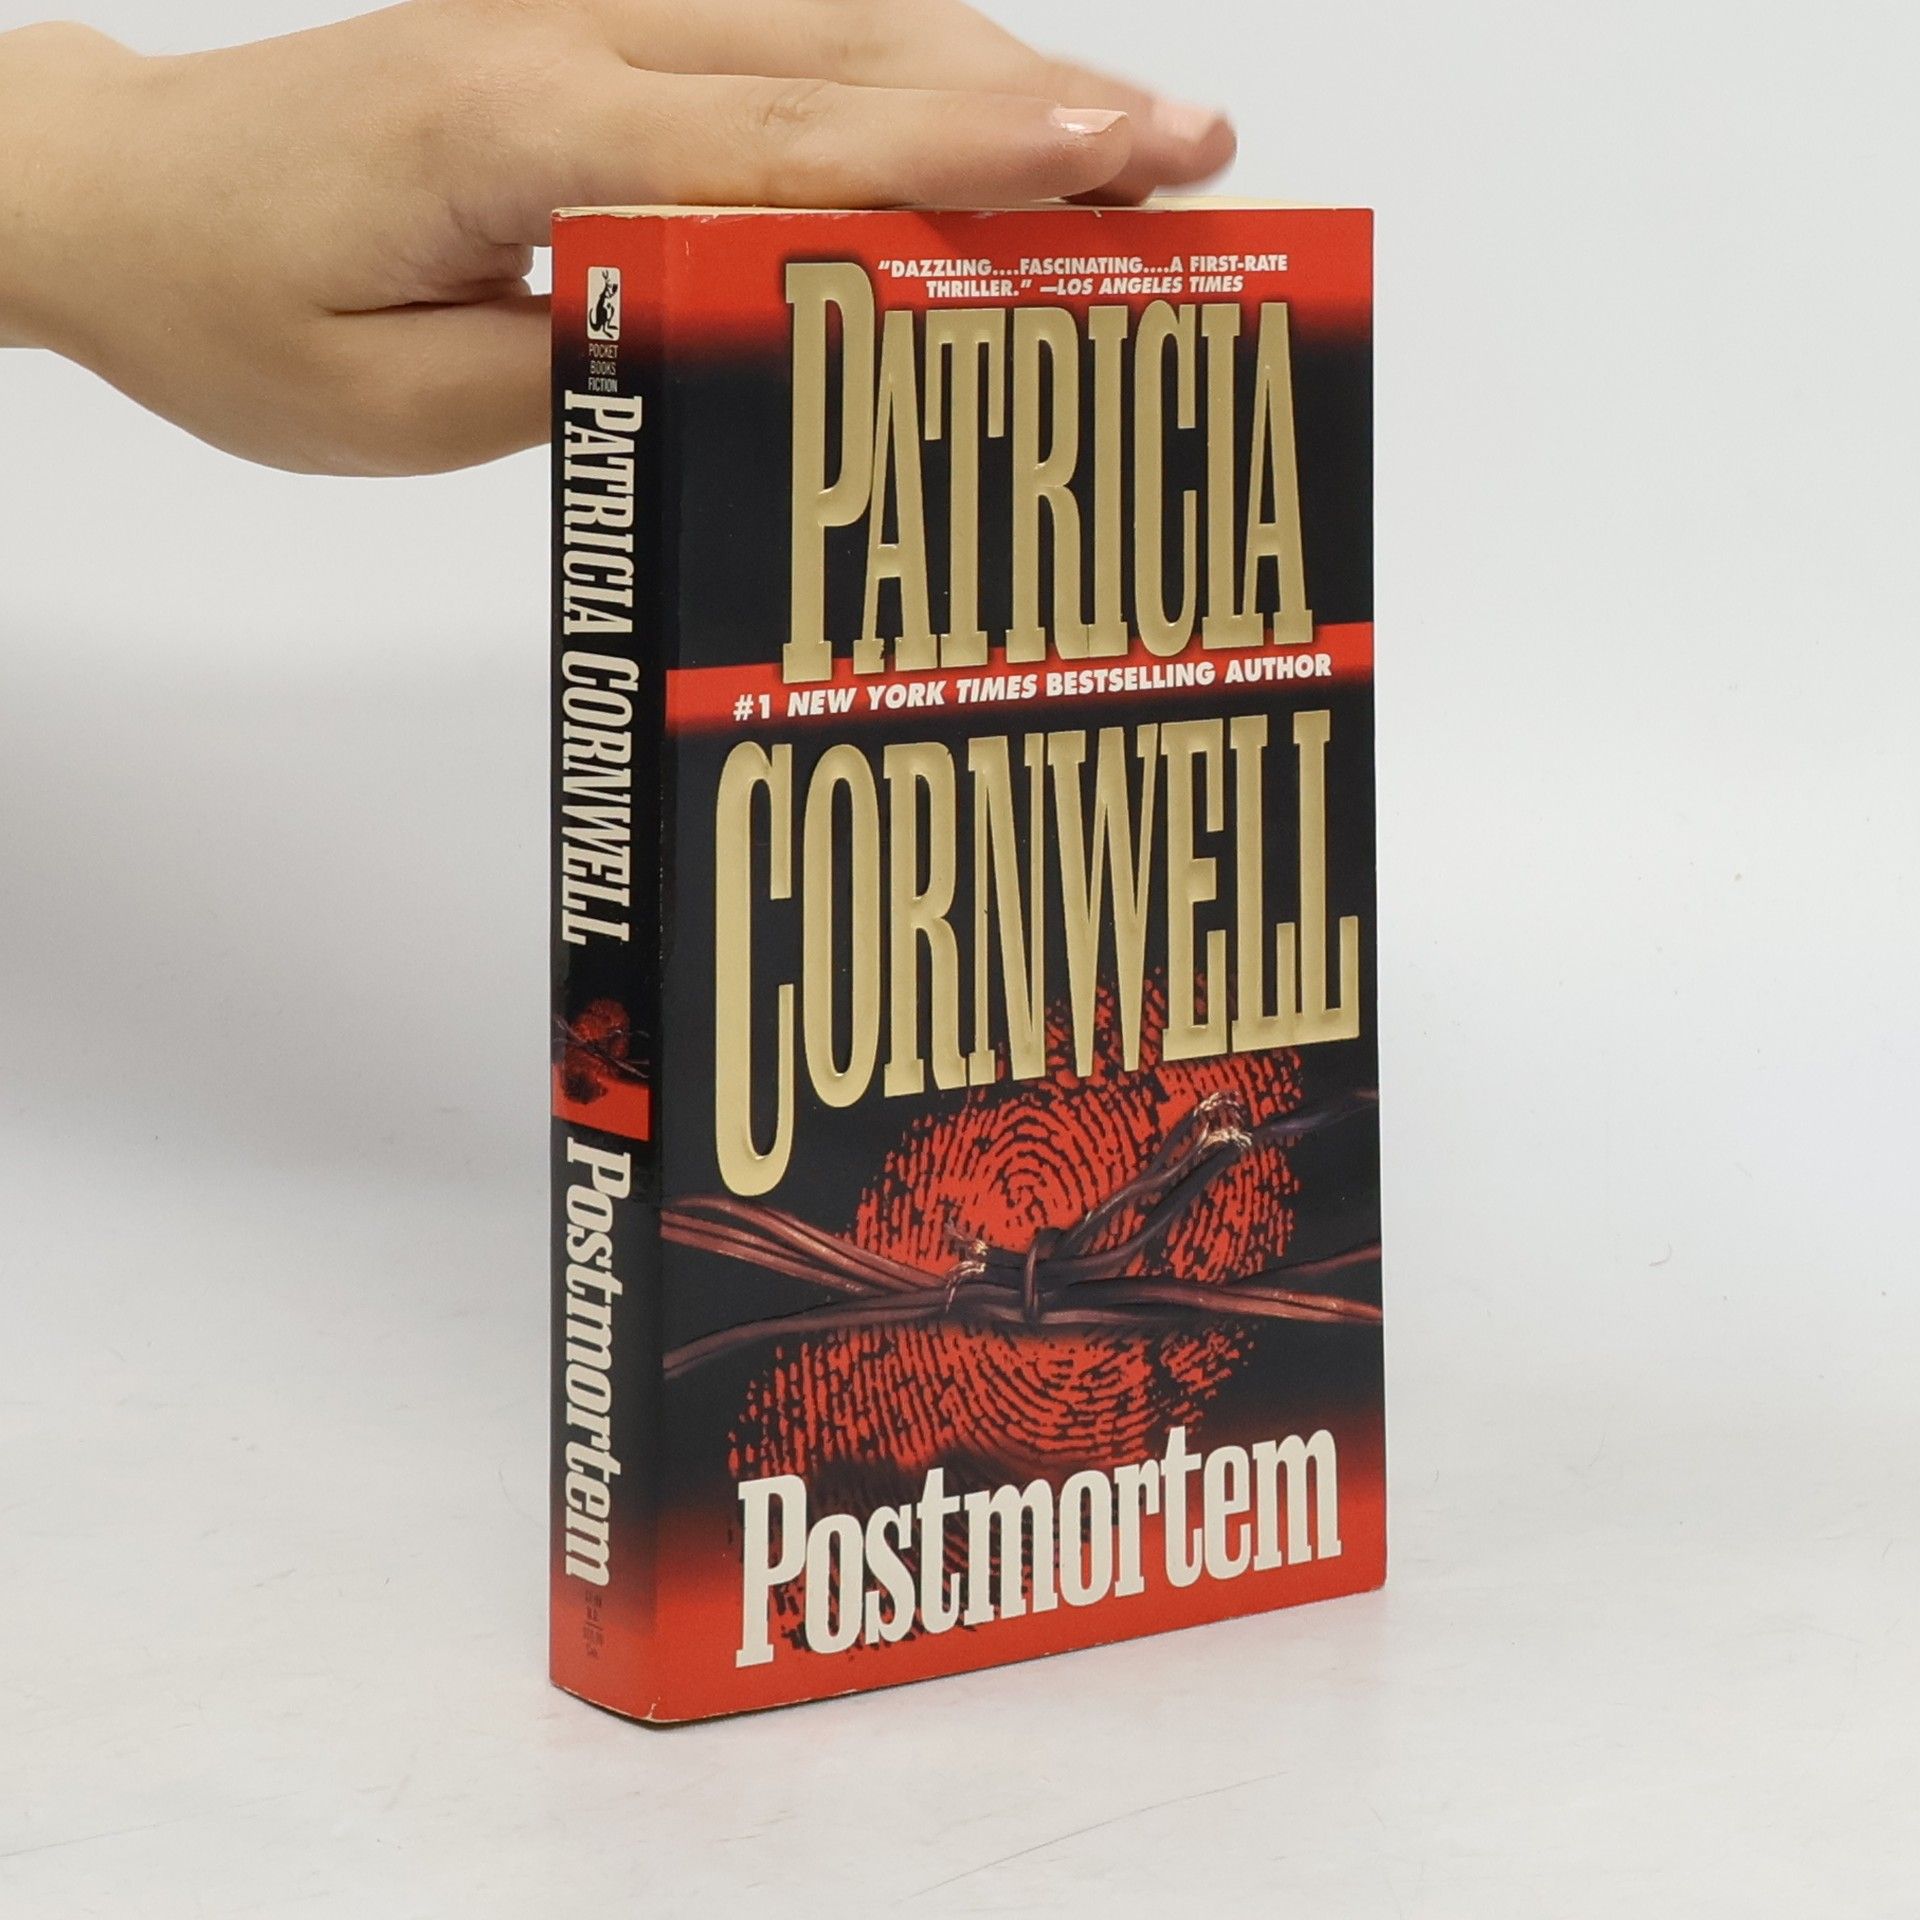 "DAZZLING....FASCINATING....A FIRST-RATE
THRILLER." —LOS ANGELES TIMES
PATRICIA
#1 NEW YORK TIMES BESTSELLING AUTHOR
CORNWELL
Postmortem
POCKET
BOOKS
FICTION
PATRICIA CORNWELL
Postmortem